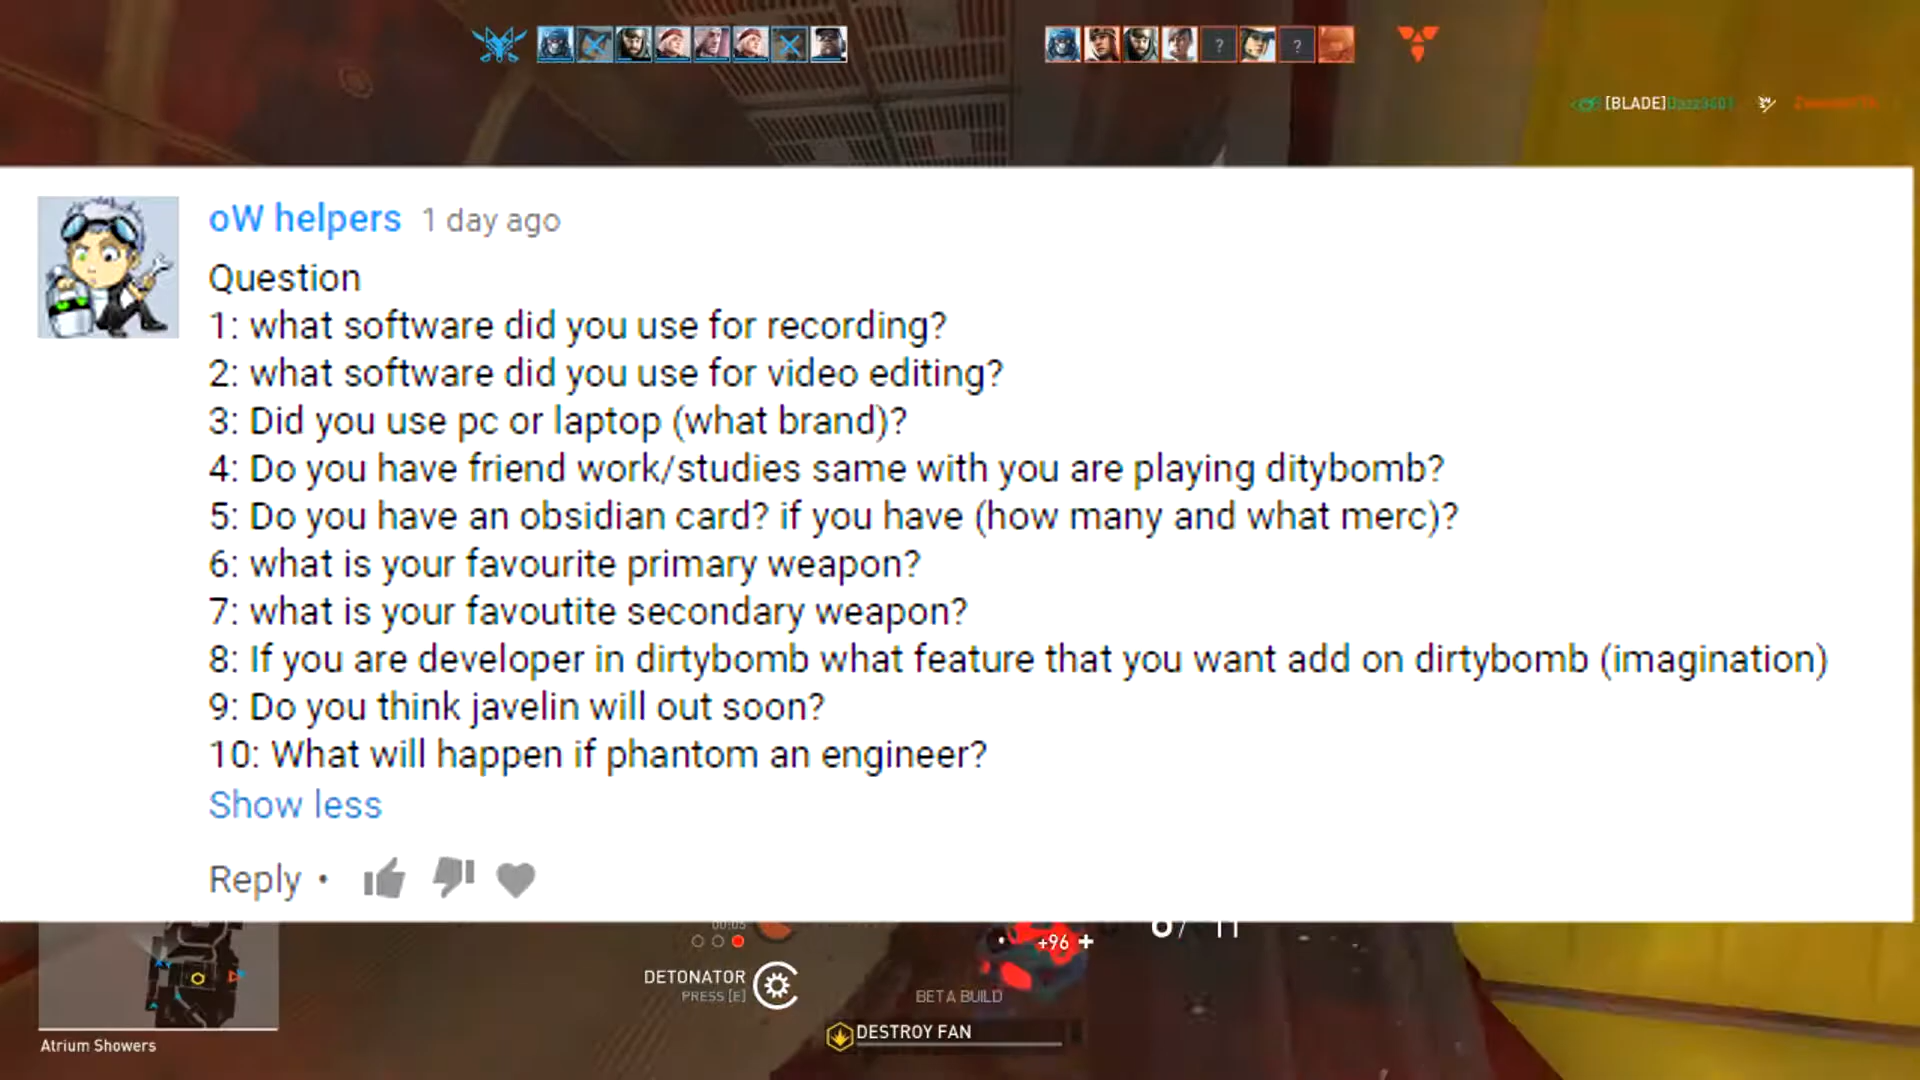 ? ?
[BLADE]
oW helpers 1 day ago
Question
1: what software did you use for recording?
2: what software did you use for video editing?
3: Did you use pc or laptop (what brand)?
4: Do you have friend work/studies same with you are playing ditybomb?
5: Do you have an obsidian card? if you have (how many and what merc)?
6: what is your favourite primary weapon?
7: what is your favoutite secondary weapon?
8: If you are developer in dirtybomb what feature that you want add on dirtybomb (imagination)
9: Do you think javelin will out soon?
10: What will happen if phantom an engineer?
Show less
Reply •
+96
DETONATOR
PRESS [E]
BETA BUILD
DESTROY FAN
Atrium Showers